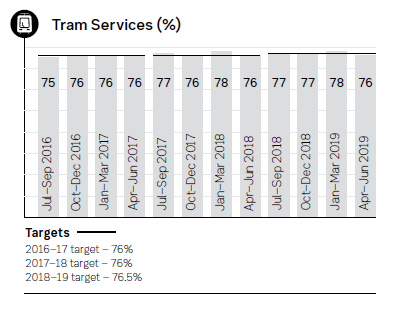 Tram Services (%)
75 76 76 76 77 76 78 76 77 77 78 76
Jul–Sep 2016
Oct-Dec 2016
Jan–Mar 2017
Apr–Jun 2017
Jul–Sep 2017
Oct-Dec 2017
Jan–Mar 2018
Apr–Jun 2018
Jul–Sep 2018
Oct-Dec 2018
Jan–Mar 2019
Apr–Jun 2019
Targets
2016–17 target – 76%
2017-18 target – 76%
2018–19 target – 76.5%